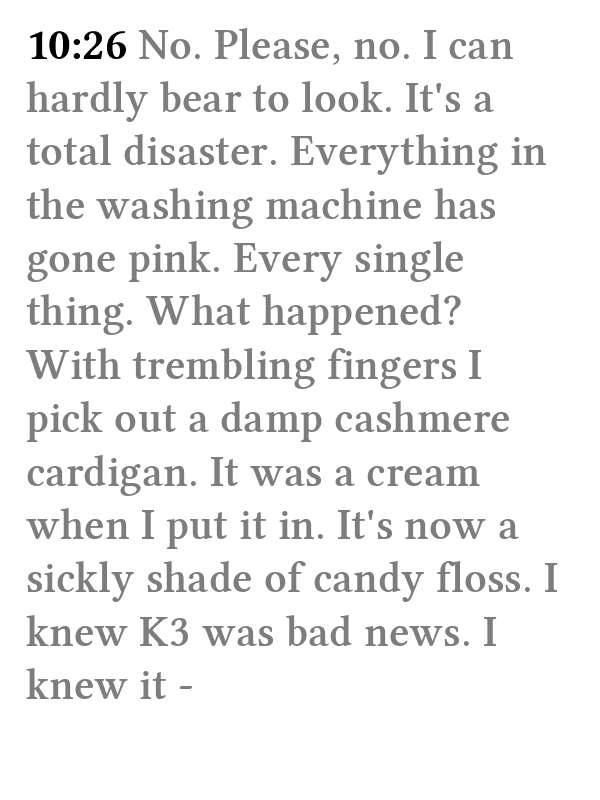 10:26 No. Please, no. I can
hardly bear to look. It's a
total disaster. Everything in
the washing machine has
gone pink. Every single
thing. What happened?
With trembling fingers I
pick out a damp cashmere
cardigan. It was a cream
when I put it in. It's now a
sickly shade of candy floss. I
knew K3 was bad news. I
knew it -